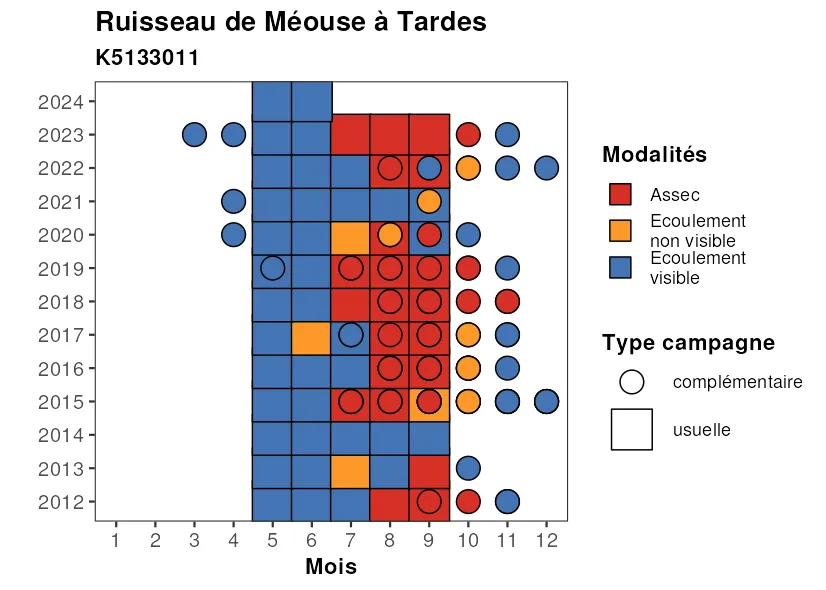 Ruisseau de Méouse à Tardes
K5133011
2024
2023
2022
2021
2020
2019
2018
2017
2016
2015
2014
2013
2012
1 2 3 4 5 6 7 8 9 10 11 12
Mois
Modalités
Assec
Ecoulement
non visible
Ecoulement
visible
Type campagne
complémentaire
usuelle